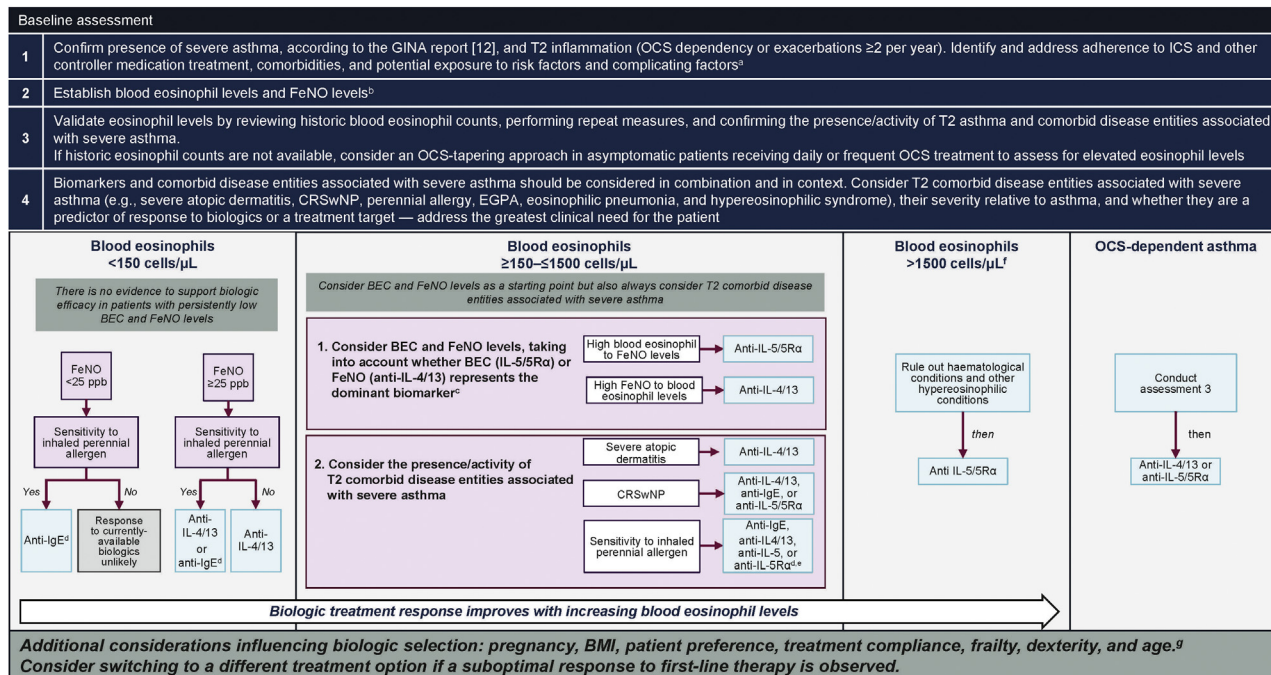 Baseline assessment
1
Confirm presence of severe asthma, according to the GINA report [12], and T2 inflammation (OCS dependency or exacerbations ≥2 per year). Identify and address adherence to ICS and other
controller medication treatment, comorbidities, and potential exposure to risk factors and complicating factorsᵃ
2
Establish blood eosinophil levels and FeNO levelsᵇ
3
Validate eosinophil levels by reviewing historic blood eosinophil counts, performing repeat measures, and confirming the presence/activity of T2 asthma and comorbid disease entities associated
with severe asthma.
If historic eosinophil counts are not available, consider an OCS-tapering approach in asymptomatic patients receiving daily or frequent OCS treatment to assess for elevated eosinophil levels
4
Biomarkers and comorbid disease entities associated with severe asthma should be considered in combination and in context. Consider T2 comorbid disease entities associated with severe
asthma (e.g., severe atopic dermatitis, CRSwNP, perennial allergy, EGPA, eosinophilic pneumonia, and hypereosinophilic syndrome), their severity relative to asthma, and whether they are a
predictor of response to biologics or a treatment target — address the greatest clinical need for the patient
Blood eosinophils
<150 cells/µL
There is no evidence to support biologic
efficacy in patients with persistently low
BEC and FeNO levels
FeNO
<25 ppb
FeNO
≥25 ppb
Sensitivity to
inhaled perennial
allergen
Sensitivity to
inhaled perennial
allergen
Yes
No
Yes
No
Anti-IgEᵈ
Response
to currently-
available
biologics
unlikely
Anti-
IL-4/13
or
anti-IgEᵈ
Anti-
IL-4/13
Blood eosinophils
≥150–≤1500 cells/µL
Consider BEC and FeNO levels as a starting point but also always consider T2 comorbid disease
entities associated with severe asthma
1. Consider BEC and FeNO levels, taking
into account whether BEC (IL-5/5Rα) or
FeNO (anti-IL-4/13) represents the
dominant biomarkerᶜ
High blood eosinophil
to FeNO levels
Anti-IL-5/5Rα
High FeNO to blood
eosinophil levels
Anti-IL-4/13
2. Consider the presence/activity of
T2 comorbid disease entities associated
with severe asthma
Severe atopic
dermatitis
Anti-IL-4/13
CRSwNP
Anti-IL-4/13,
anti-IgE, or
anti-IL-5/5Rα
Sensitivity to inhaled
perennial allergen
Anti-IgE,
anti-IL4/13,
anti-IL-5, or
anti-IL-5Rαᵈ,ᵉ
Blood eosinophils
>1500 cells/µLᶠ
Rule out haematological
conditions and other
hypereosinophilic
conditions
then
Anti IL-5/5Rα
OCS-dependent asthma
Conduct
assessment 3
then
Anti-IL-4/13 or
anti-IL-5/5Rα
Biologic treatment response improves with increasing blood eosinophil levels
Additional considerations influencing biologic selection: pregnancy, BMI, patient preference, treatment compliance, frailty, dexterity, and age.ᵍ
Consider switching to a different treatment option if a suboptimal response to first-line therapy is observed.